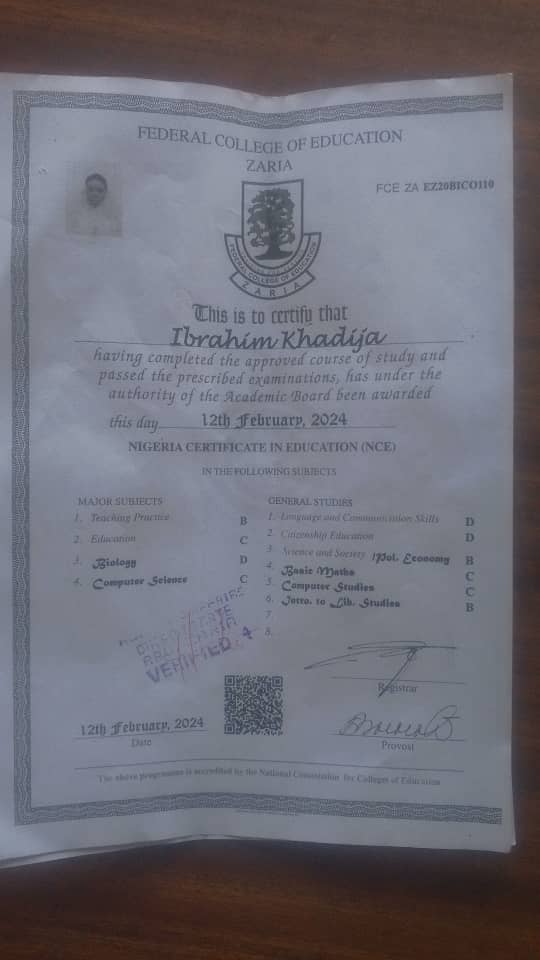 FEDERAL COLLEGE OF EDUCATION
ZARIA
FCE ZA EZ20BICO110
FEDERAL COLLEGE OF EDUCATION
ZARIA
This is to certify that
Ibrahim Khadija
having completed the approved course of study and
passed the prescribed examinations, has under the
authority of the Academic Board been awarded
this day 12th February, 2024
NIGERIA CERTIFICATE IN EDUCATION (NCE)
IN THE FOLLOWING SUBJECTS
MAJOR SUBJECTS
1. Teaching Practice B
2. Education C
3. Biology D
4. Computer Science C
GENERAL STUDIES
1. Language and Communication Skills D
2. Citizenship Education D
3. Science and Society /Pol. Economy B
4. Basic Maths C
5. Computer Studies C
6. Intro. to Lib. Studies B
7.
8.
VERIFIED
Registrar
12th February, 2024
Date
Provost
The above programme is accredited by the National Commission for Colleges of Education